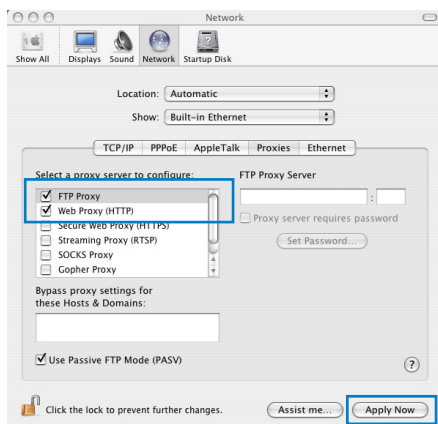 Network
Show All Displays Sound Network Startup Disk
Location: Automatic
Show: Built-in Ethernet
TCP/IP PPPoE AppleTalk Proxies Ethernet
Select a proxy server to configure: FTP Proxy Server
FTP Proxy
:
Web Proxy (HTTP)
Proxy server requires password
Secure Web Proxy (HTTPS)
Streaming Proxy (RTSP)
Set Password...
SOCKS Proxy
Gopher Proxy
Bypass proxy settings for
these Hosts & Domains:
Use Passive FTP Mode (PASV)
?
Click the lock to prevent further changes.
Assist me... Apply Now